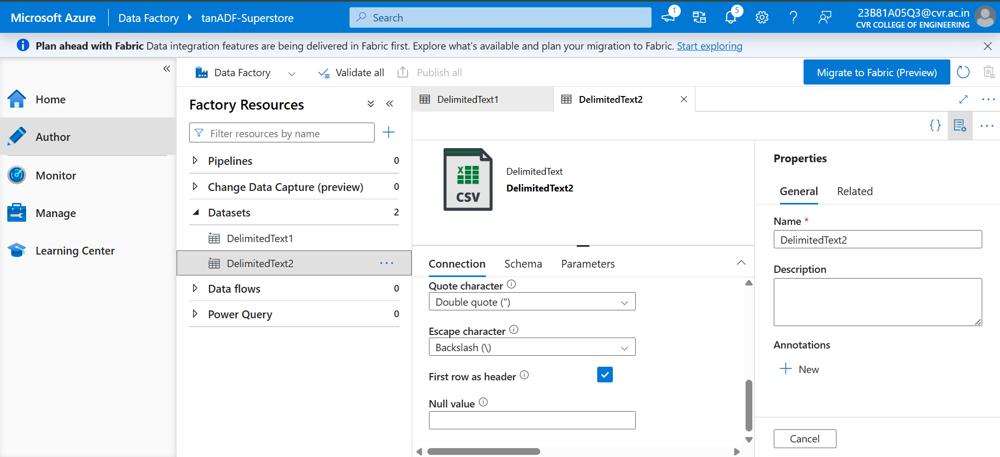 Microsoft Azure
Data Factory
tanADF-Superstore
Search
1
5
23B81A05Q3@cvr.ac.in
CVR COLLEGE OF ENGINEERING
Plan ahead with Fabric Data integration features are being delivered in Fabric first. Explore what's available and plan your migration to Fabric. Start exploring
Home
Author
Monitor
Manage
Learning Center
Data Factory
Validate all
Publish all
Migrate to Fabric (Preview)
Factory Resources
Filter resources by name
Pipelines 0
Change Data Capture (preview) 0
Datasets 2
DelimitedText1
DelimitedText2
Data flows 0
Power Query 0
DelimitedText1
DelimitedText2
X
CSV
DelimitedText
DelimitedText2
Connection
Schema
Parameters
Quote character
Double quote (")
Escape character
Backslash (\)
First row as header
Null value
Properties
General
Related
Name *
DelimitedText2
Description
Annotations
New
Cancel